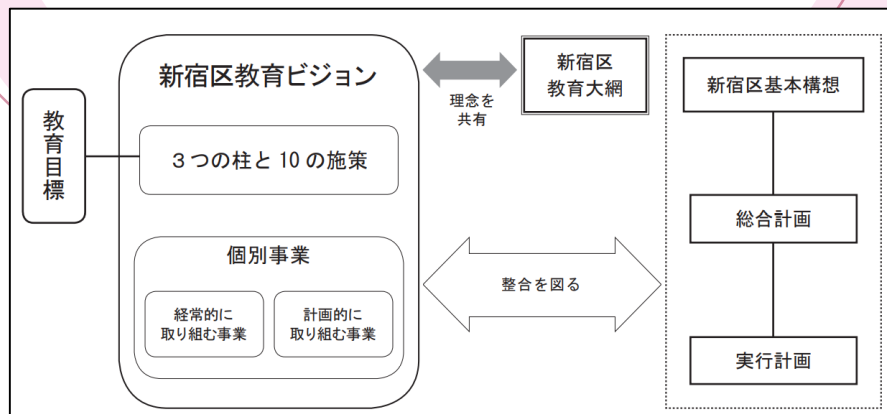 教育目標
新宿区教育ビジョン
３つの柱と 10 の施策
個別事業
経常的に
取り組む事業
計画的に
取り組む事業
理念を
共有
新宿区
教育大綱
整合を図る
新宿区基本構想
総合計画
実行計画